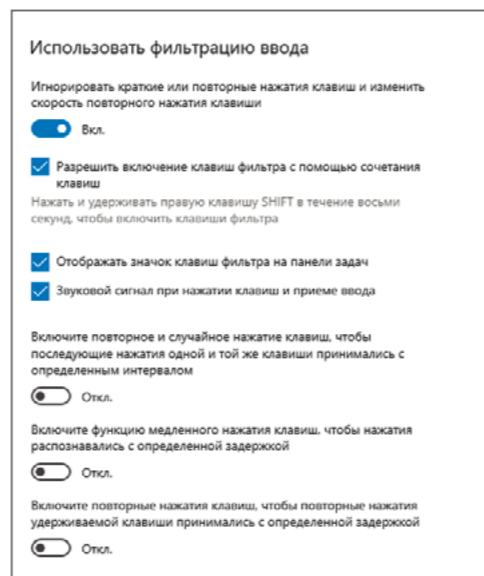 Использовать фильтрацию ввода
Игнорировать краткие или повторные нажатия клавиш и изменить
скорость повторного нажатия клавиши
Вкл.
Разрешить включение клавиш фильтра с помощью сочетания
клавиш
Нажать и удерживать правую клавишу SHIFT в течение восьми
секунд, чтобы включить клавиши фильтра
Отображать значок клавиш фильтра на панели задач
Звуковой сигнал при нажатии клавиш и приеме ввода
Включите повторное и случайное нажатие клавиш, чтобы
последующие нажатия одной и той же клавиши принимались с
определенным интервалом
Откл.
Включите функцию медленного нажатия клавиш, чтобы нажатия
распознавались с определенной задержкой
Откл.
Включите повторные нажатия клавиш, чтобы повторные нажатия
удерживаемой клавиши принимались с определенной задержкой
Откл.